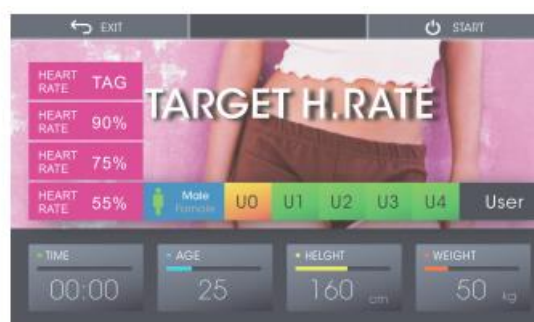 EXIT
START
HEART RATE TAG
HEART RATE 90%
HEART RATE 75%
HEART RATE 55%
TARGET H.RATE
Male
Female
U0 U1 U2 U3 U4 User
TIME
00:00
AGE
25
HELGHT
160 cm
WEIGHT
50 kg